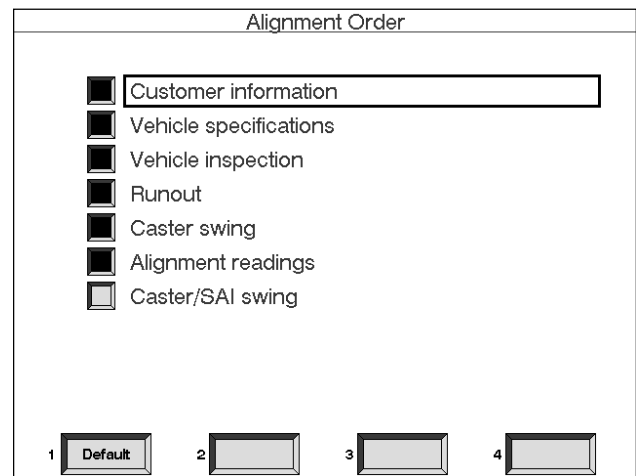 Alignment Order
Customer information
Vehicle specifications
Vehicle inspection
Runout
Caster swing
Alignment readings
Caster/SAI swing
1 Default 2 3 4